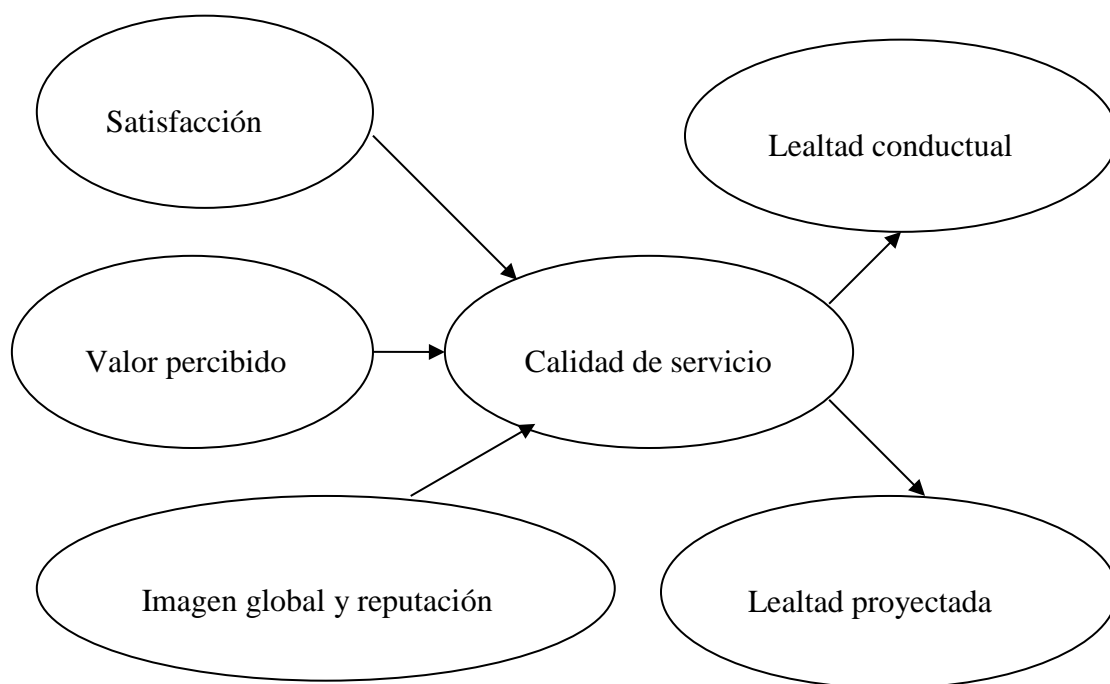 Satisfacción
Lealtad conductual
Valor percibido
Calidad de servicio
Imagen global y reputación
Lealtad proyectada